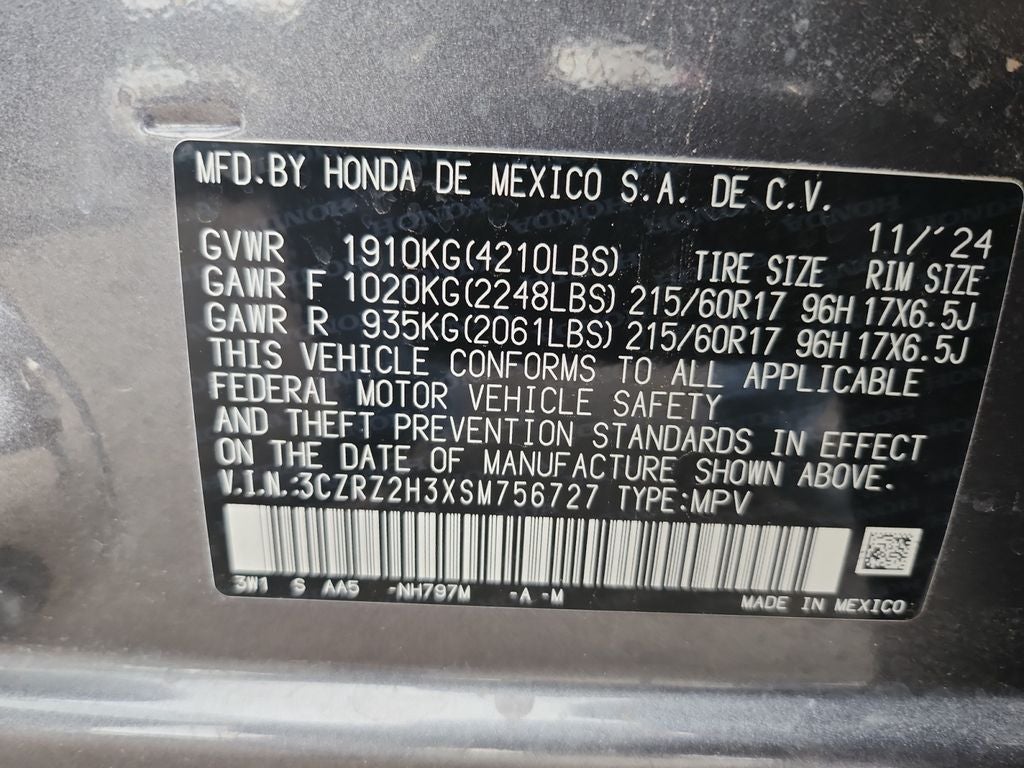 MFD.BY HONDA DE MEXICO S.A. DE C.V.
11/'24
GVWR 1910KG(4210LBS) TIRE SIZE RIM SIZE
GAWR F 1020KG(2248LBS) 215/60R17 96H 17X6.5J
GAWR R 935KG(2061LBS) 215/60R17 96H 17X6.5J
THIS VEHICLE CONFORMS TO ALL APPLICABLE
FEDERAL MOTOR VEHICLE SAFETY
AND THEFT PREVENTION STANDARDS IN EFFECT
ON THE DATE OF MANUFACTURE SHOWN ABOVE.
V.I.N.:3CZRZ2H3XSM756727 TYPE:MPV
3W1 S AA5 -NH797M -A -M
MADE IN MEXICO